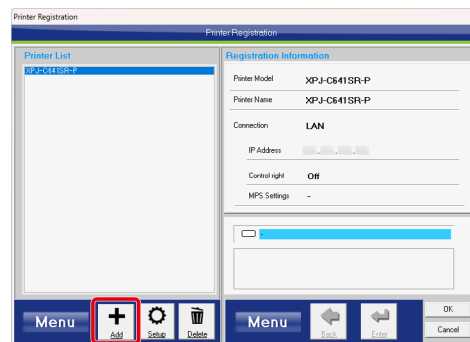 Printer Registration
Printer Registration
Printer List
XPJ-C641SR-P
Registration Information
Printer Model XPJ-C641SR-P
Printer Name XPJ-C641SR-P
Connection LAN
IP Address
Control right Off
MPS Settings -
-
Menu Add Setup Delete
Menu Back Enter
OK
Cancel